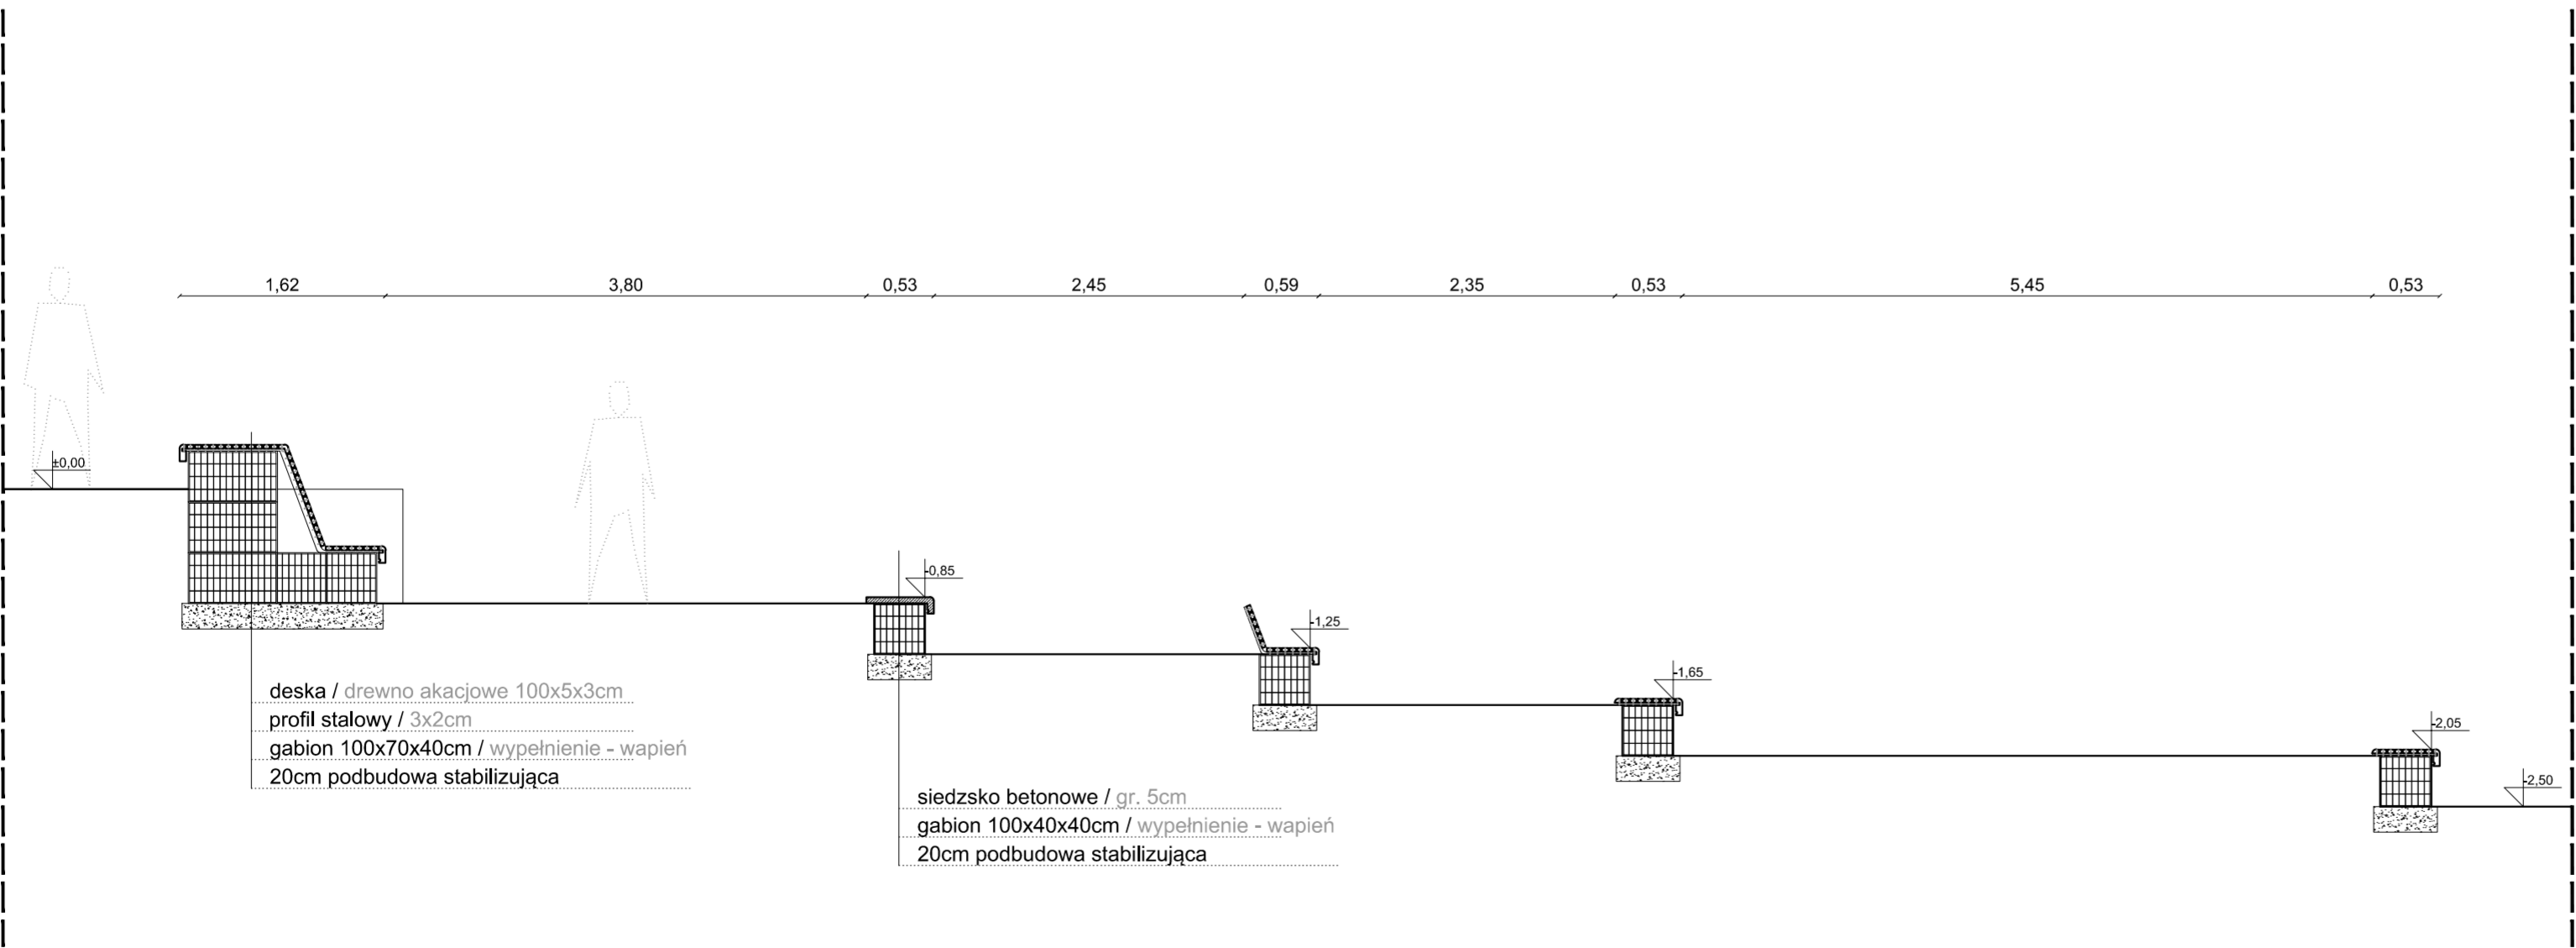 1,62 3,80 0,53 2,45 0,59 2,35 0,53 5,45 0,53
±0,00
-0,85
-1,25
-1,65
-2,05
-2,50
deska / drewno akacjowe 100x5x3cm
profil stalowy / 3x2cm
gabion 100x70x40cm / wypełnienie - wapień
20cm podbudowa stabilizująca
siedzsko betonowe / gr. 5cm
gabion 100x40x40cm / wypełnienie - wapień
20cm podbudowa stabilizująca